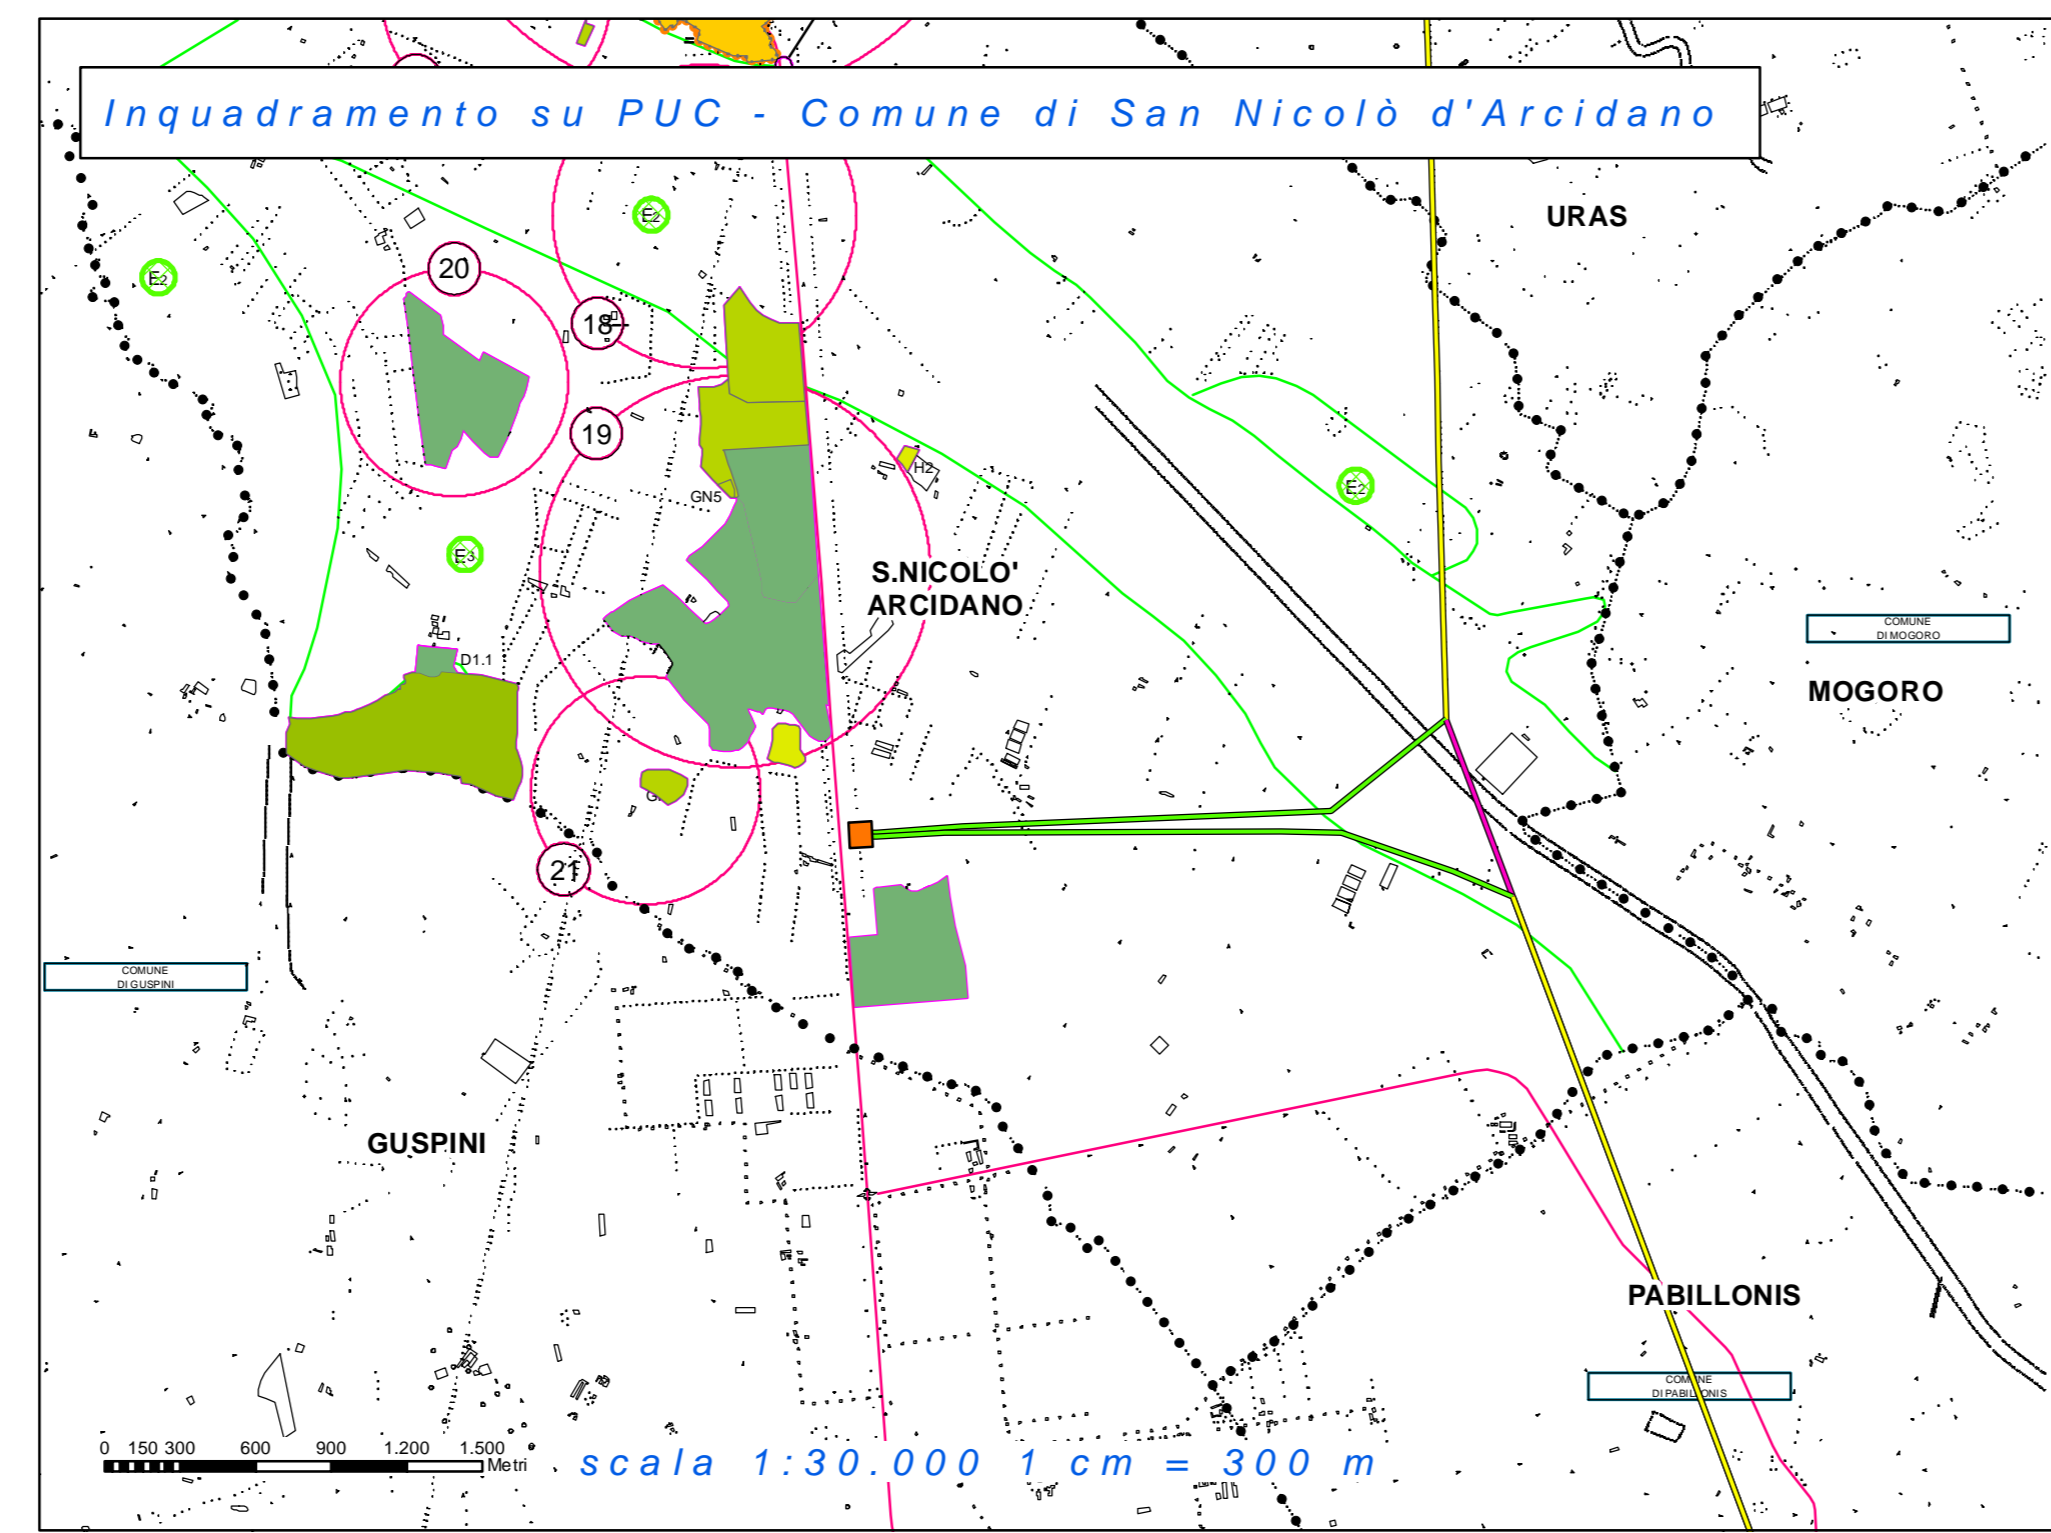 Inquadramento su PUC - Comune di San Nicolò d'Arcidano
URAS
E2
E2
20
18
19
H2
GN5
E2
E3
S.NICOLO'
ARCIDANO
COMUNE
DI MOGORO
D1.1
MOGORO
G
21
COMUNE
DI GUSPINI
GUSPINI
PABILLONIS
COMUNE
DI PABILLONIS
0 150 300 600 900 1.200 1.500
Metri
scala 1:30.000 1 cm = 300 m